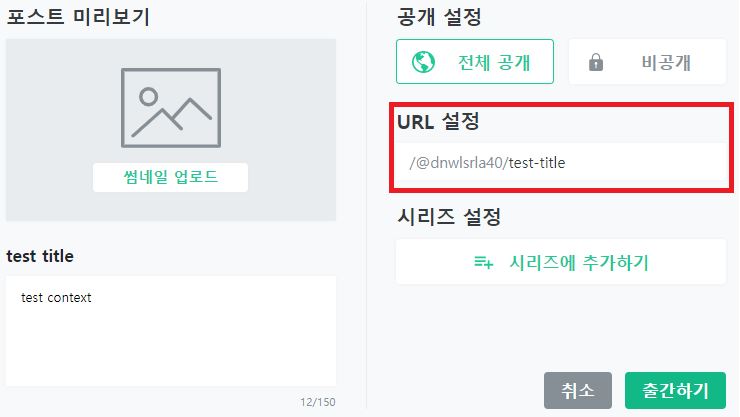 포스트 미리보기
썸네일 업로드
test title
test context
12/150
공개 설정
전체 공개
비공개
URL 설정
/@dnwlsrla40/test-title
시리즈 설정
시리즈에 추가하기
취소
출간하기